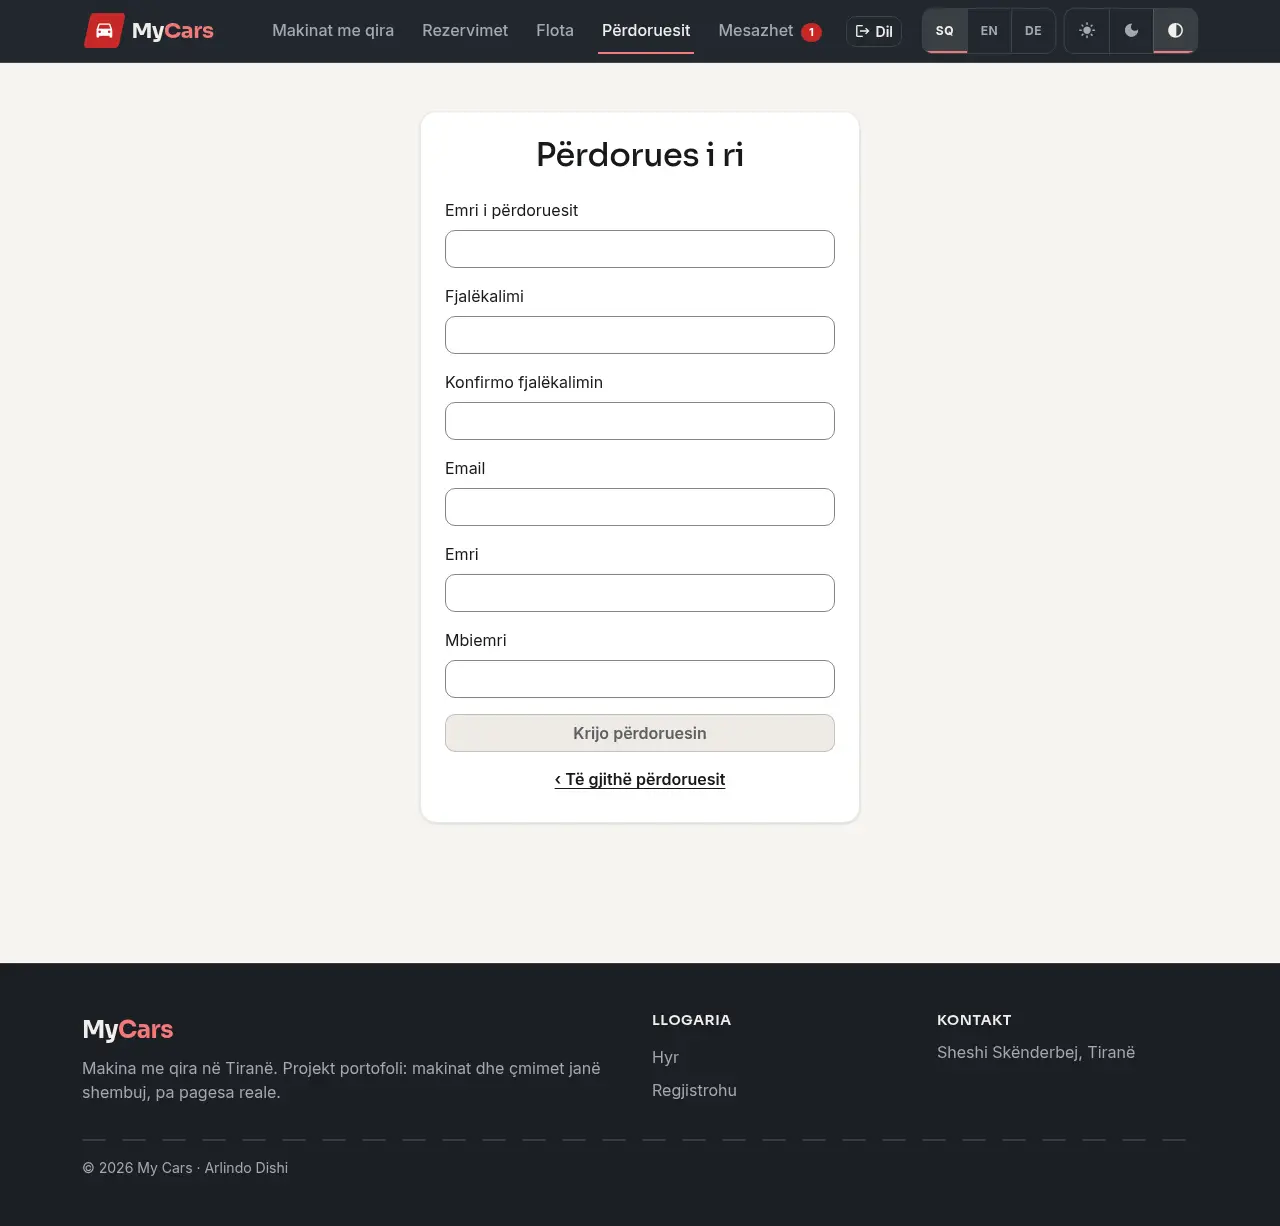 MyCars
Makinat me qira
Rezervimet
Flota
Përdoruesit
Mesazhet 1
Dil
SQ
EN
DE
Përdorues i ri
Emri i përdoruesit
Fjalëkalimi
Konfirmo fjalëkalimin
Email
Emri
Mbiemri
Krijo përdoruesin
‹ Të gjithë përdoruesit
MyCars
Makina me qira në Tiranë. Projekt portofoli: makinat dhe çmimet janë
shembuj, pa pagesa reale.
LLOGARIA
Hyr
Regjistrohu
KONTAKT
Sheshi Skënderbej, Tiranë
© 2026 My Cars · Arlindo Dishi